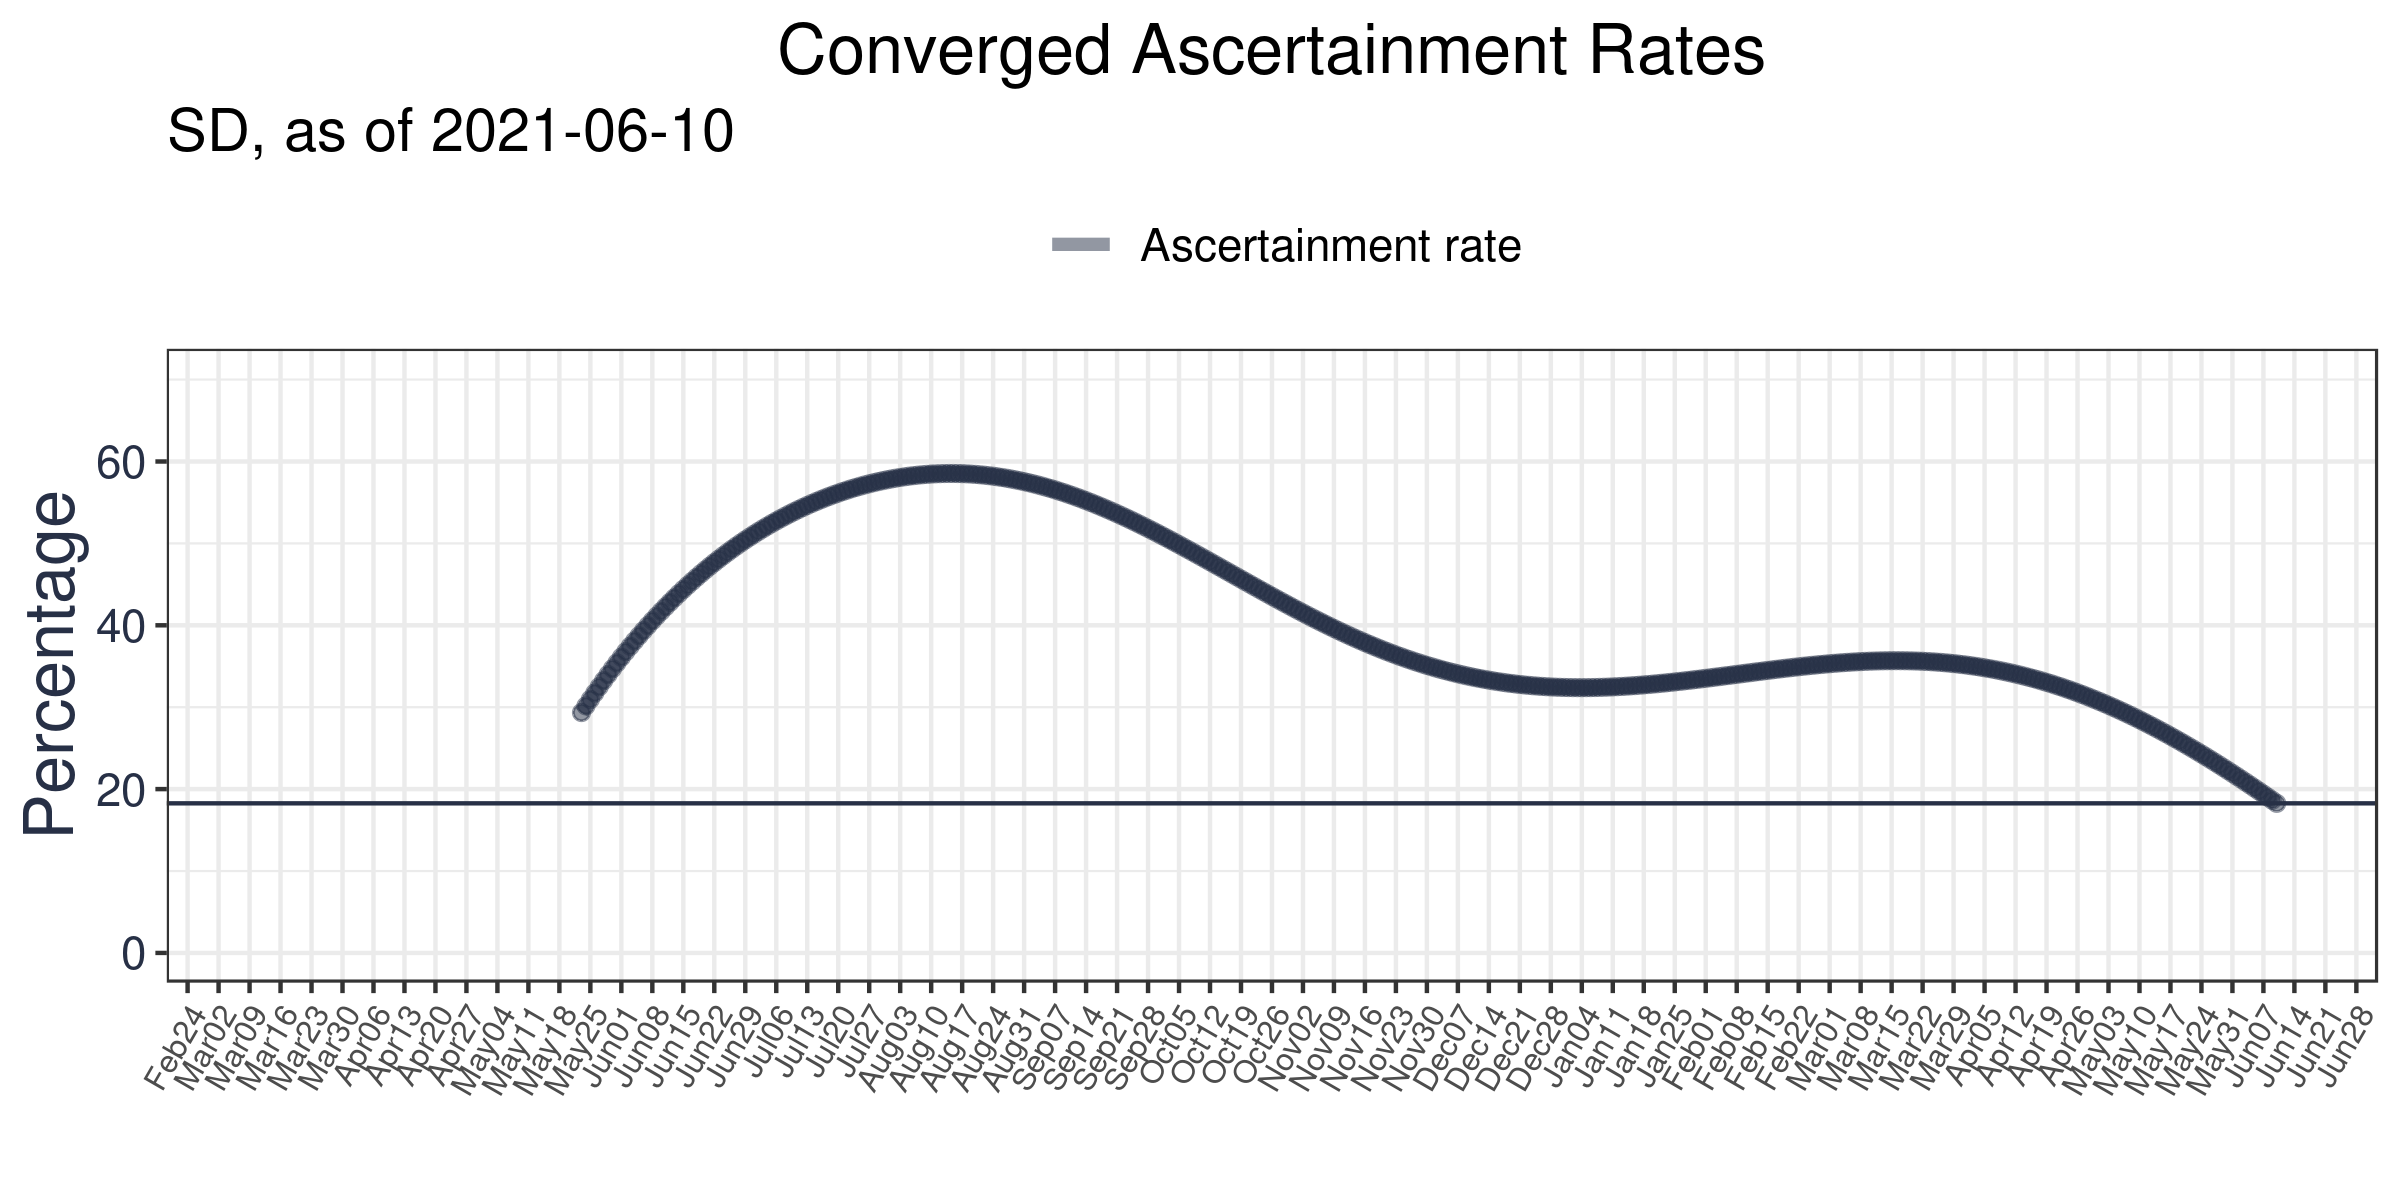 Converged Ascertainment Rates
SD, as of 2021-06-10
Ascertainment rate
Percentage
60
40
20
0
Feb24 Mar02 Mar09 Mar16 Mar23 Mar30 Apr06 Apr13 Apr20 Apr27 May04 May11 May18 May25 Jun01 Jun08 Jun15 Jun22 Jun29 Jul06 Jul13 Jul20 Jul27 Aug03 Aug10 Aug17 Aug24 Aug31 Sep07 Sep14 Sep21 Sep28 Oct05 Oct12 Oct19 Oct26 Nov02 Nov09 Nov16 Nov23 Nov30 Dec07 Dec14 Dec21 Dec28 Jan04 Jan11 Jan18 Jan25 Feb01 Feb08 Feb15 Feb22 Mar01 Mar08 Mar15 Mar22 Mar29 Apr05 Apr12 Apr19 Apr26 May03 May10 May17 May24 May31 Jun07 Jun14 Jun21 Jun28